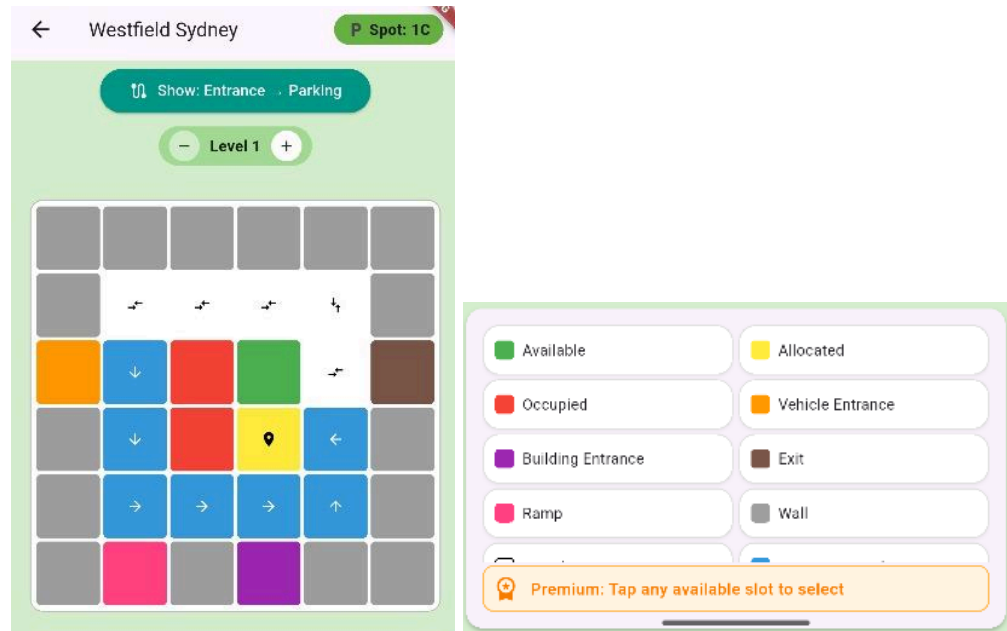 Westfield Sydney
P Spot: 1C
Show: Entrance → Parking
− Level 1 +
Available
Allocated
Occupied
Vehicle Entrance
Building Entrance
Exit
Ramp
Wall
Premium: Tap any available slot to select